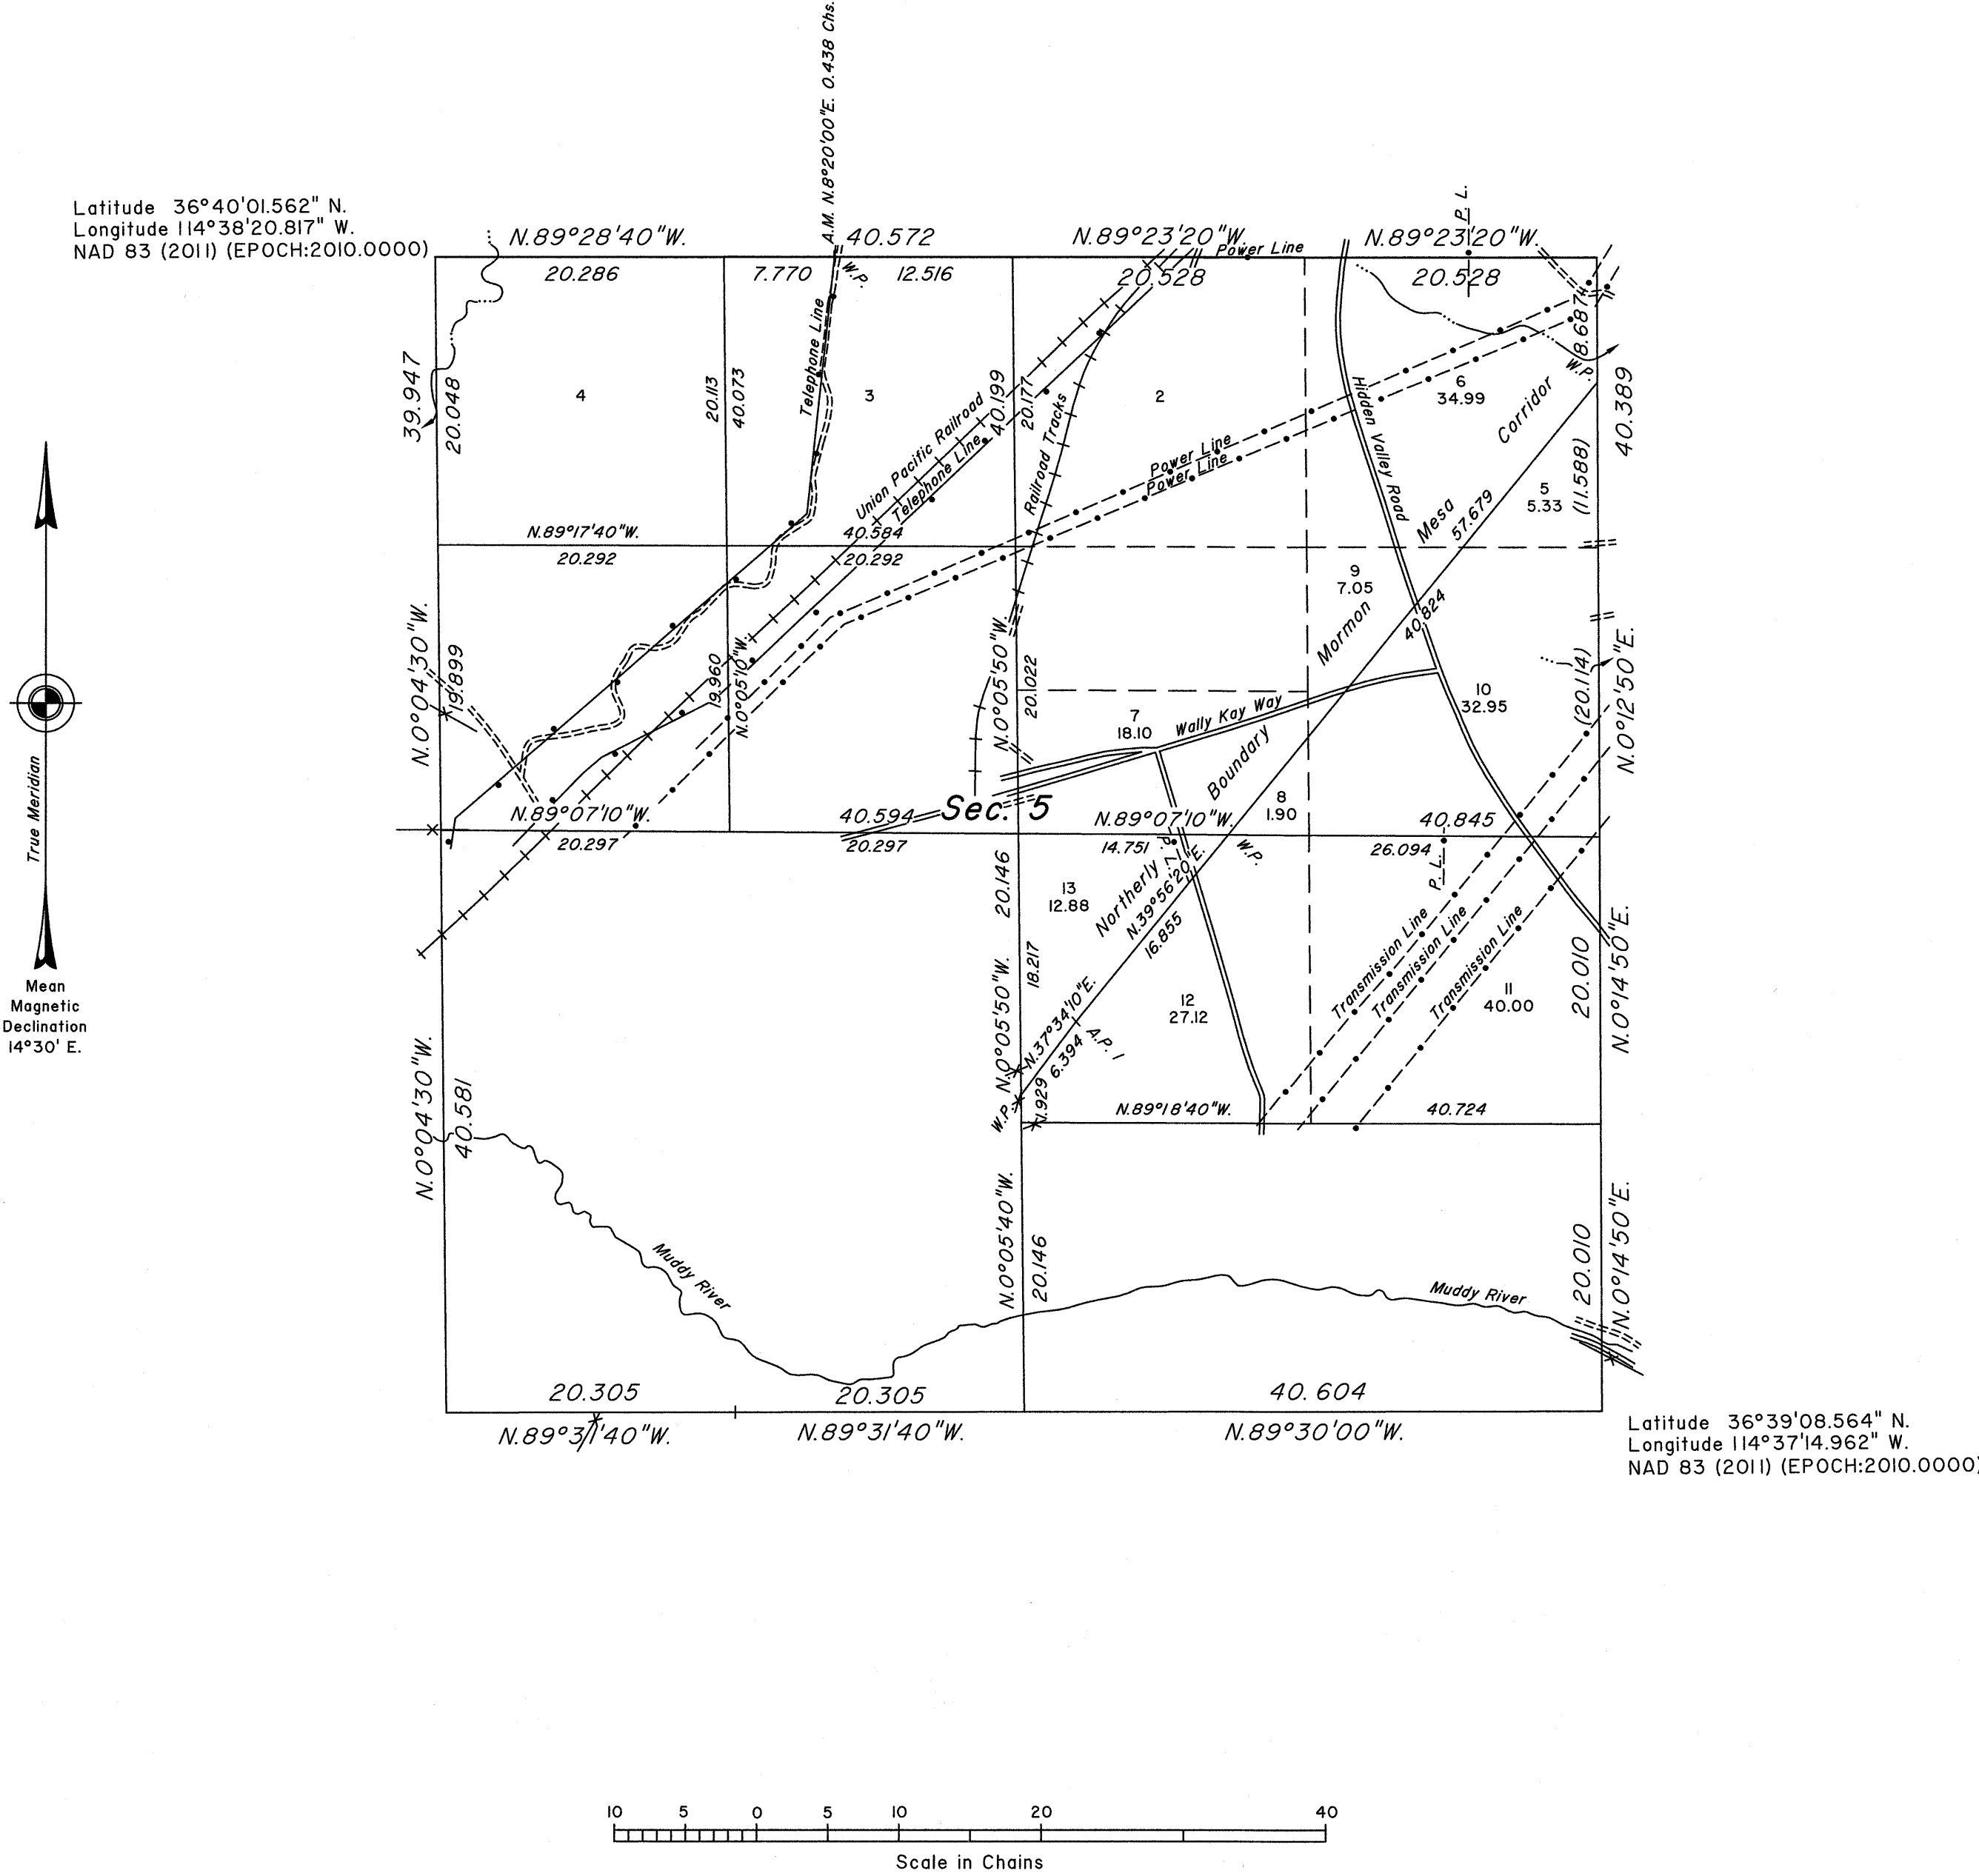 A.M. N.8°20'00"E. 0.438 Chs.
Latitude 36°40'01.562" N.
Longitude 114°38'20.817" W.
NAD 83 (2011) (EPOCH:2010.0000)
N.89°28'40"W.
40.572
N.89°23'20"W.
Power Line
P. L.
N.89°23'20"W.
20.286
7.770
W.P.
12.516
20.528
20.528
8.687
W.P.
39.947
20.048
4
20.113
40.073
Telephone Line
3
Union Pacific Railroad
Telephone Line
40.199
20.177
Railroad Tracks
2
Power Line
Power Line
Hidden Valley Road
6
34.99
Corridor
40.389
(11.588)
5
5.33
Mesa
57.679
N.89°17'40"W.
40.584
20.292
20.292
9
7.05
Mormon
40.824
N.0°04'30"W.
19.899
19.960
N.0°05'10"W.
N.0°05'50"W.
20.022
7
18.10
Wally Kay Way
Boundary
10
32.95
(20.114)
N.0°12'50"E.
True Meridian
Mean
Magnetic
Declination
14°30' E.
N.89°07'10"W.
40.594
Sec. 5
N.89°07'10"W.
8
1.90
40.845
20.297
20.297
14.751
P. L.
W.P.
26.094
P. L.
20.146
13
12.88
Northerly
N.39°56'20"E.
16.855
18.217
N.0°05'50"W.
N.37°34'10"E.
6.394
A.P. 1
12
27.12
Transmission Line
Transmission Line
Transmission Line
11
40.00
20.010
N.0°14'50"E.
W.P.
1.929
N.89°18'40"W.
40.724
N.0°04'30"W.
40.581
N.0°05'40"W.
20.146
20.010
N.0°14'50"E.
Muddy River
Muddy River
20.305
20.305
40.604
N.89°31'40"W.
N.89°31'40"W.
N.89°30'00"W.
Latitude 36°39'08.564" N.
Longitude 114°37'14.962" W.
NAD 83 (2011) (EPOCH:2010.0000)
10 5 0 5 10 20 40
Scale in Chains